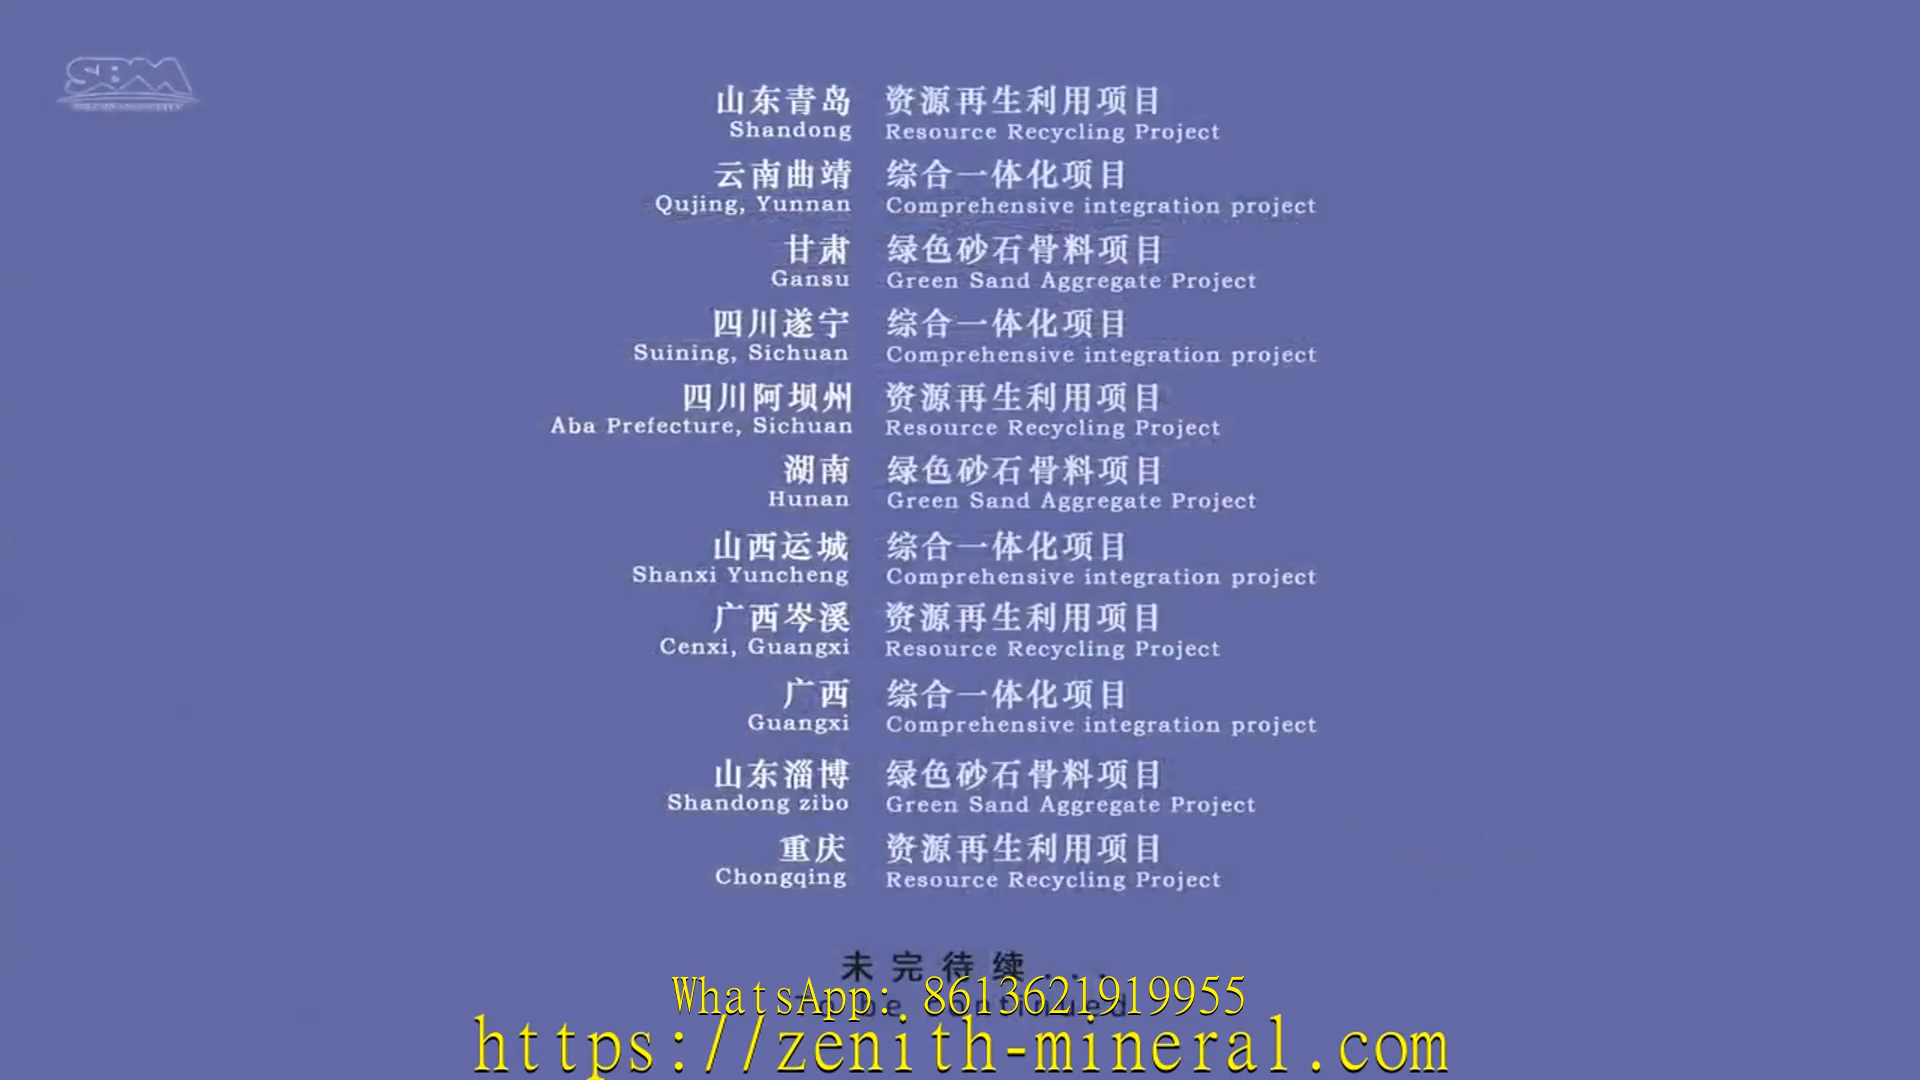 SBM
山东青岛 资源再生利用项目
Shandong Resource Recycling Project
云南曲靖 综合一体化项目
Qujing, Yunnan Comprehensive integration project
甘肃 绿色砂石骨料项目
Gansu Green Sand Aggregate Project
四川遂宁 综合一体化项目
Suining, Sichuan Comprehensive integration project
四川阿坝州 资源再生利用项目
Aba Prefecture, Sichuan Resource Recycling Project
湖南 绿色砂石骨料项目
Hunan Green Sand Aggregate Project
山西运城 综合一体化项目
Shanxi Yuncheng Comprehensive integration project
广西岑溪 资源再生利用项目
Cenxi, Guangxi Resource Recycling Project
广西 综合一体化项目
Guangxi Comprehensive integration project
山东淄博 绿色砂石骨料项目
Shandong zibo Green Sand Aggregate Project
重庆 资源再生利用项目
Chongqing Resource Recycling Project
未完待续...
To be continued
WhatsApp: 8613621919955
https://zenith-mineral.com